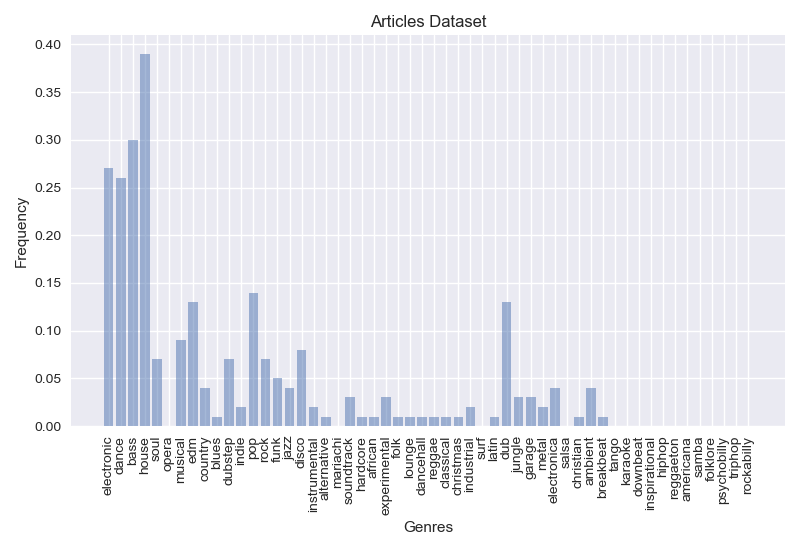 Articles Dataset
0.40
0.35
0.30
0.25
0.20
0.15
0.10
0.05
0.00
Frequency
electronic
dance
bass
house
soul
opera
musical
edm
country
blues
dubstep
indie
pop
rock
funk
jazz
disco
instrumental
alternative
mariachi
soundtrack
hardcore
african
experimental
folk
lounge
dancehall
reggae
classical
christmas
industrial
surf
latin
dub
jungle
garage
metal
electronica
salsa
christian
ambient
breakbeat
tango
karaoke
downbeat
inspirational
hiphop
reggaeton
americana
samba
folklore
psychobilly
triphop
rockabilly
Genres